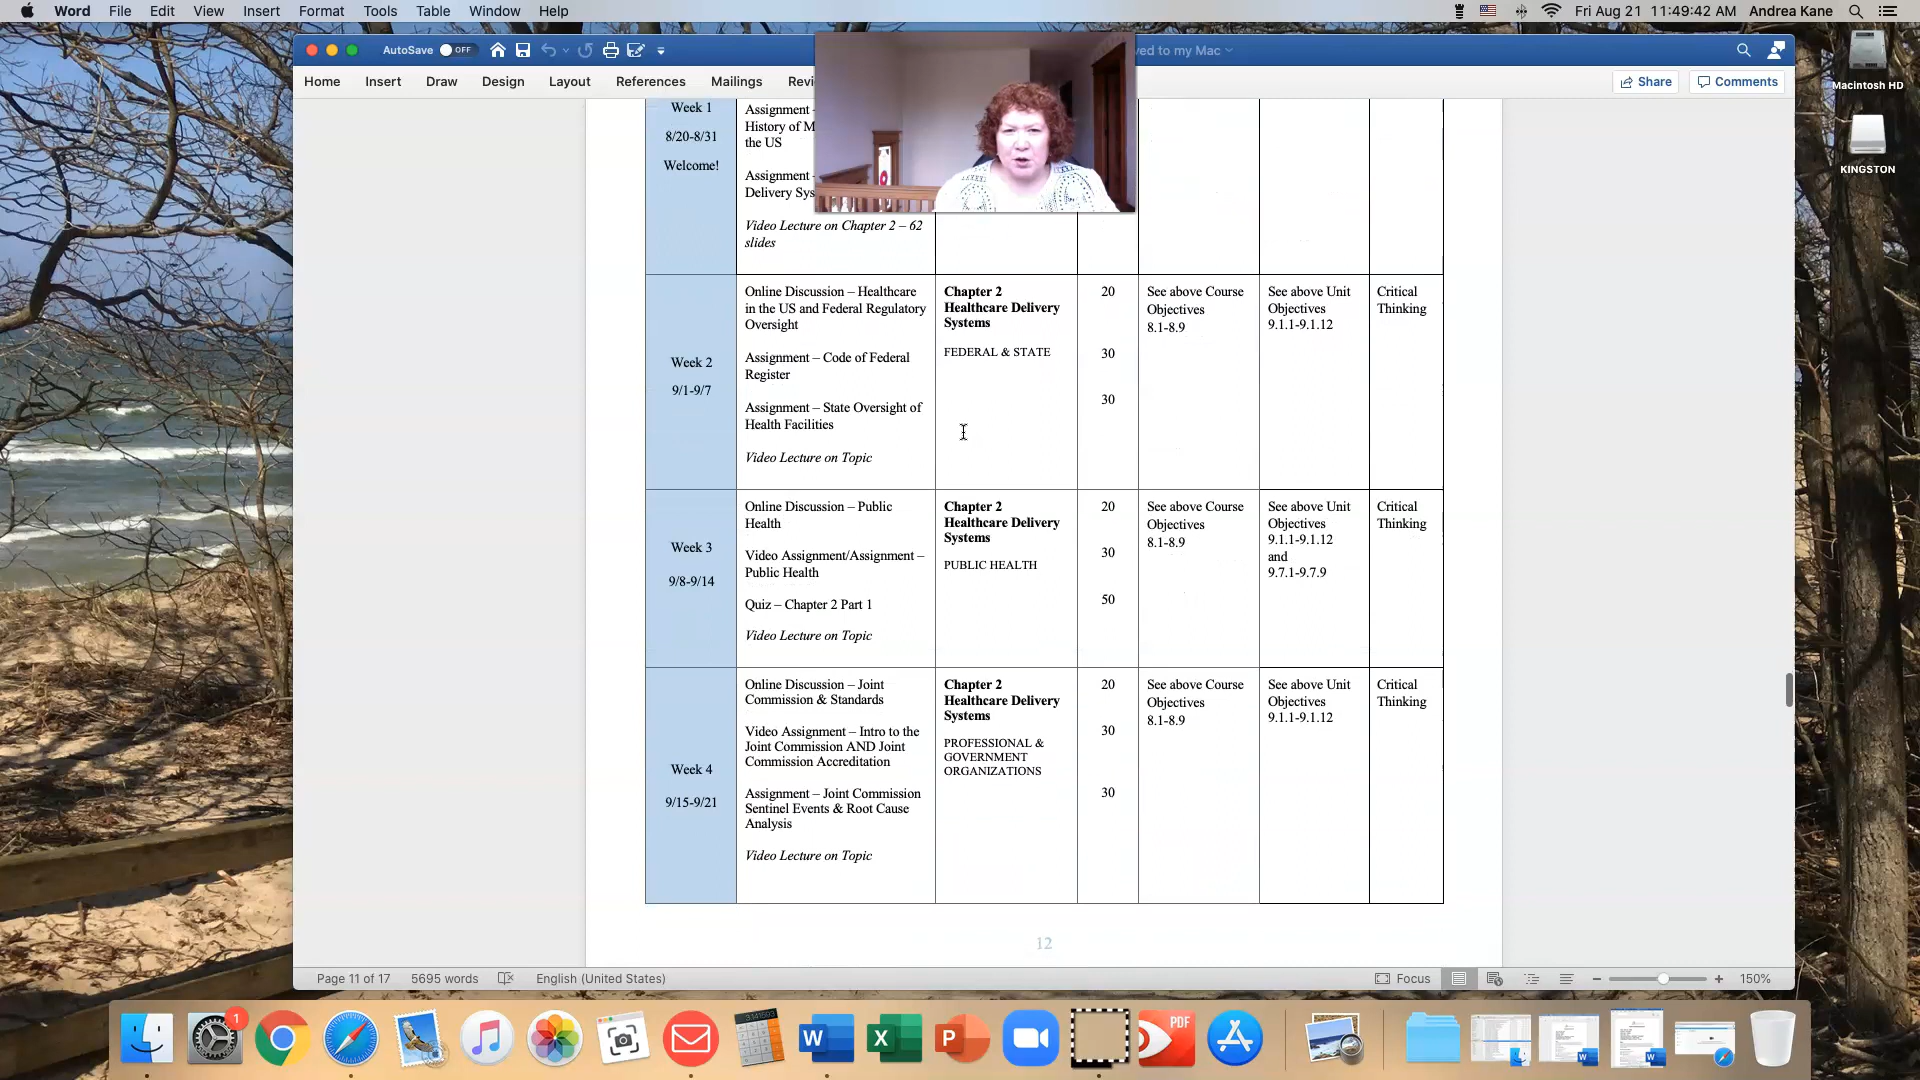 Word File Edit View Insert Format Tools Table Window Help
Fri Aug 21 11:49:42 AM Andrea Kane
AutoSave OFF
ved to my Mac
Home Insert Draw Design Layout References Mailings Revi
Share Comments
Macintosh HD
KINGSTON
Week 1
8/20-8/31
Welcome!
Assignment -
History of M
the US
Assignment -
Delivery Sys
Video Lecture on Chapter 2 – 62
slides
Week 2
9/1-9/7
Online Discussion – Healthcare
in the US and Federal Regulatory
Oversight
Assignment – Code of Federal
Register
Assignment – State Oversight of
Health Facilities
Video Lecture on Topic
Chapter 2
Healthcare Delivery
Systems
FEDERAL & STATE
20
30
30
See above Course
Objectives
8.1-8.9
See above Unit
Objectives
9.1.1-9.1.12
Critical
Thinking
Week 3
9/8-9/14
Online Discussion – Public
Health
Video Assignment/Assignment –
Public Health
Quiz – Chapter 2 Part 1
Video Lecture on Topic
Chapter 2
Healthcare Delivery
Systems
PUBLIC HEALTH
20
30
50
See above Course
Objectives
8.1-8.9
See above Unit
Objectives
9.1.1-9.1.12
and
9.7.1-9.7.9
Critical
Thinking
Week 4
9/15-9/21
Online Discussion – Joint
Commission & Standards
Video Assignment – Intro to the
Joint Commission AND Joint
Commission Accreditation
Assignment – Joint Commission
Sentinel Events & Root Cause
Analysis
Video Lecture on Topic
Chapter 2
Healthcare Delivery
Systems
PROFESSIONAL &
GOVERNMENT
ORGANIZATIONS
20
30
30
See above Course
Objectives
8.1-8.9
See above Unit
Objectives
9.1.1-9.1.12
Critical
Thinking
12
Page 11 of 17 5695 words English (United States)
Focus 150%
1
W X P PDF